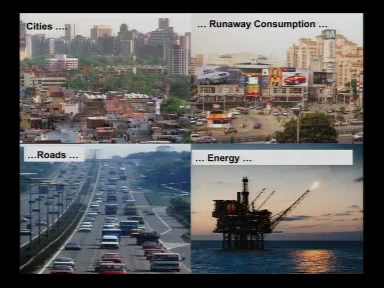 Cities ...
... Runaway Consumption ...
...Roads ...
... Energy ...